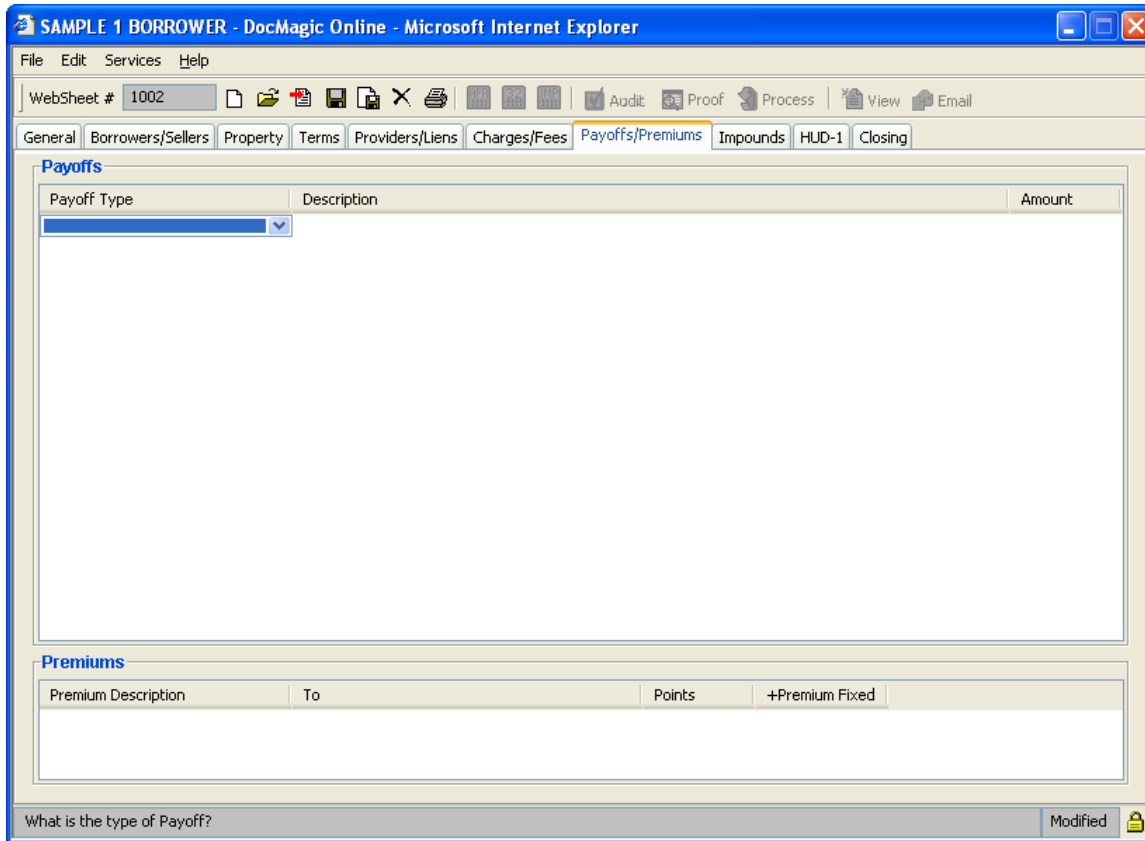 SAMPLE 1 BORROWER - DocMagic Online - Microsoft Internet Explorer
File Edit Services Help
WebSheet # 1002 Audit Proof Process View Email
General Borrowers/Sellers Property Terms Providers/Liens Charges/Fees Payoffs/Premiums Impounds HUD-1 Closing
Payoffs
Payoff Type Description Amount
Premiums
Premium Description To Points +Premium Fixed
What is the type of Payoff? Modified